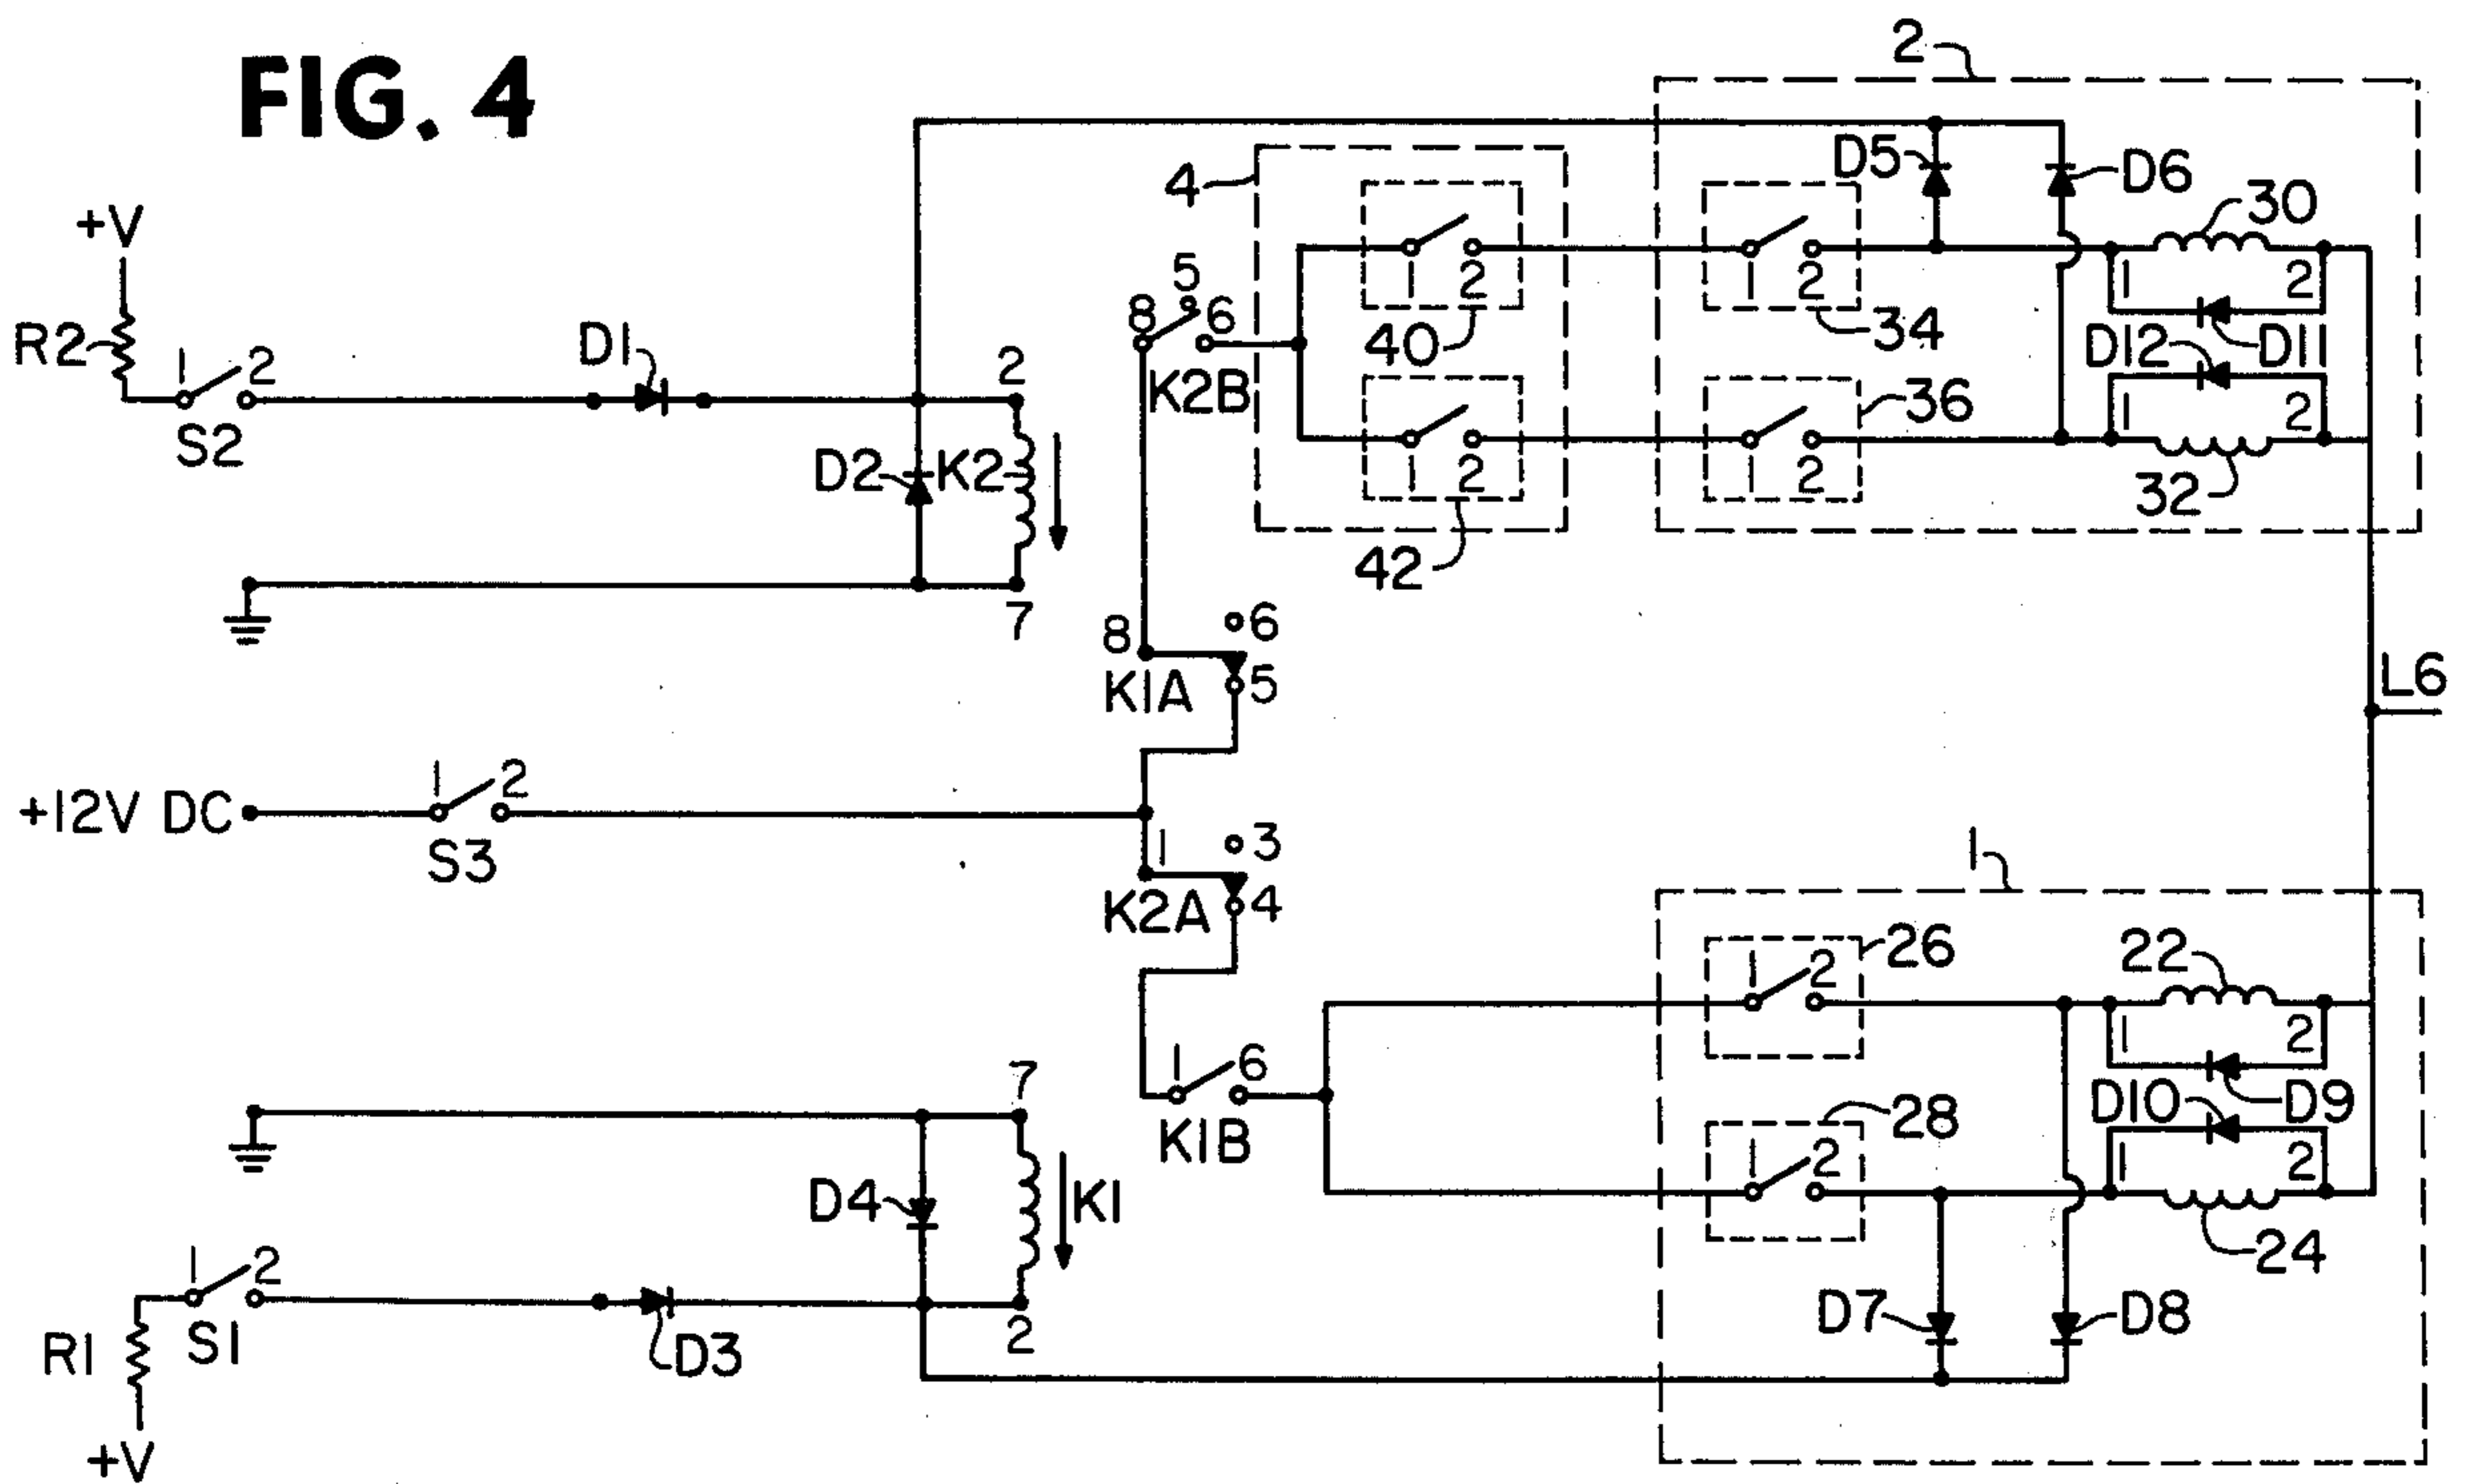 FIG. 4
2
+V
R2
1 2
S2
D1
2
D2
K2
7
4
8 5 6
K2B
1 2
40
1 2
42
D5
D6
1 2
34
1 2
36
30
1 2
D11
D12
1 2
32
8 6
K1A 5
L6
+12V DC
1 2
S3
1 3
K2A 4
1 6
K1B
1
1 2
26
1 2
28
22
1 2
D9
D10
1 2
24
D7
D8
7
D4
K1
2
1 2
S1
R1
D3
+V